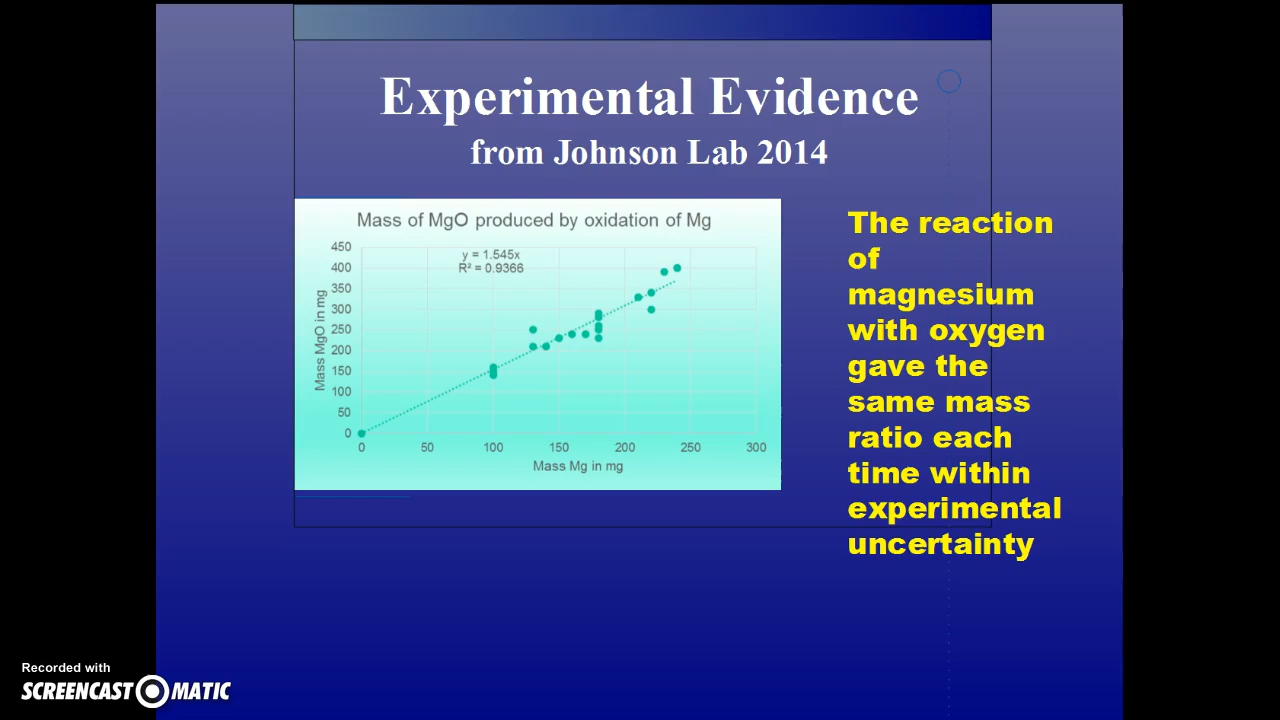 Experimental Evidence
from Johnson Lab 2014
Mass of MgO produced by oxidation of Mg
y = 1.545x
R² = 0.9366
450
400
350
300
250
200
150
100
50
0
Mass MgO in mg
0 50 100 150 200 250 300
Mass Mg in mg
The reaction
of
magnesium
with oxygen
gave the
same mass
ratio each
time within
experimental
uncertainty
Recorded with
SCREENCAST MATIC